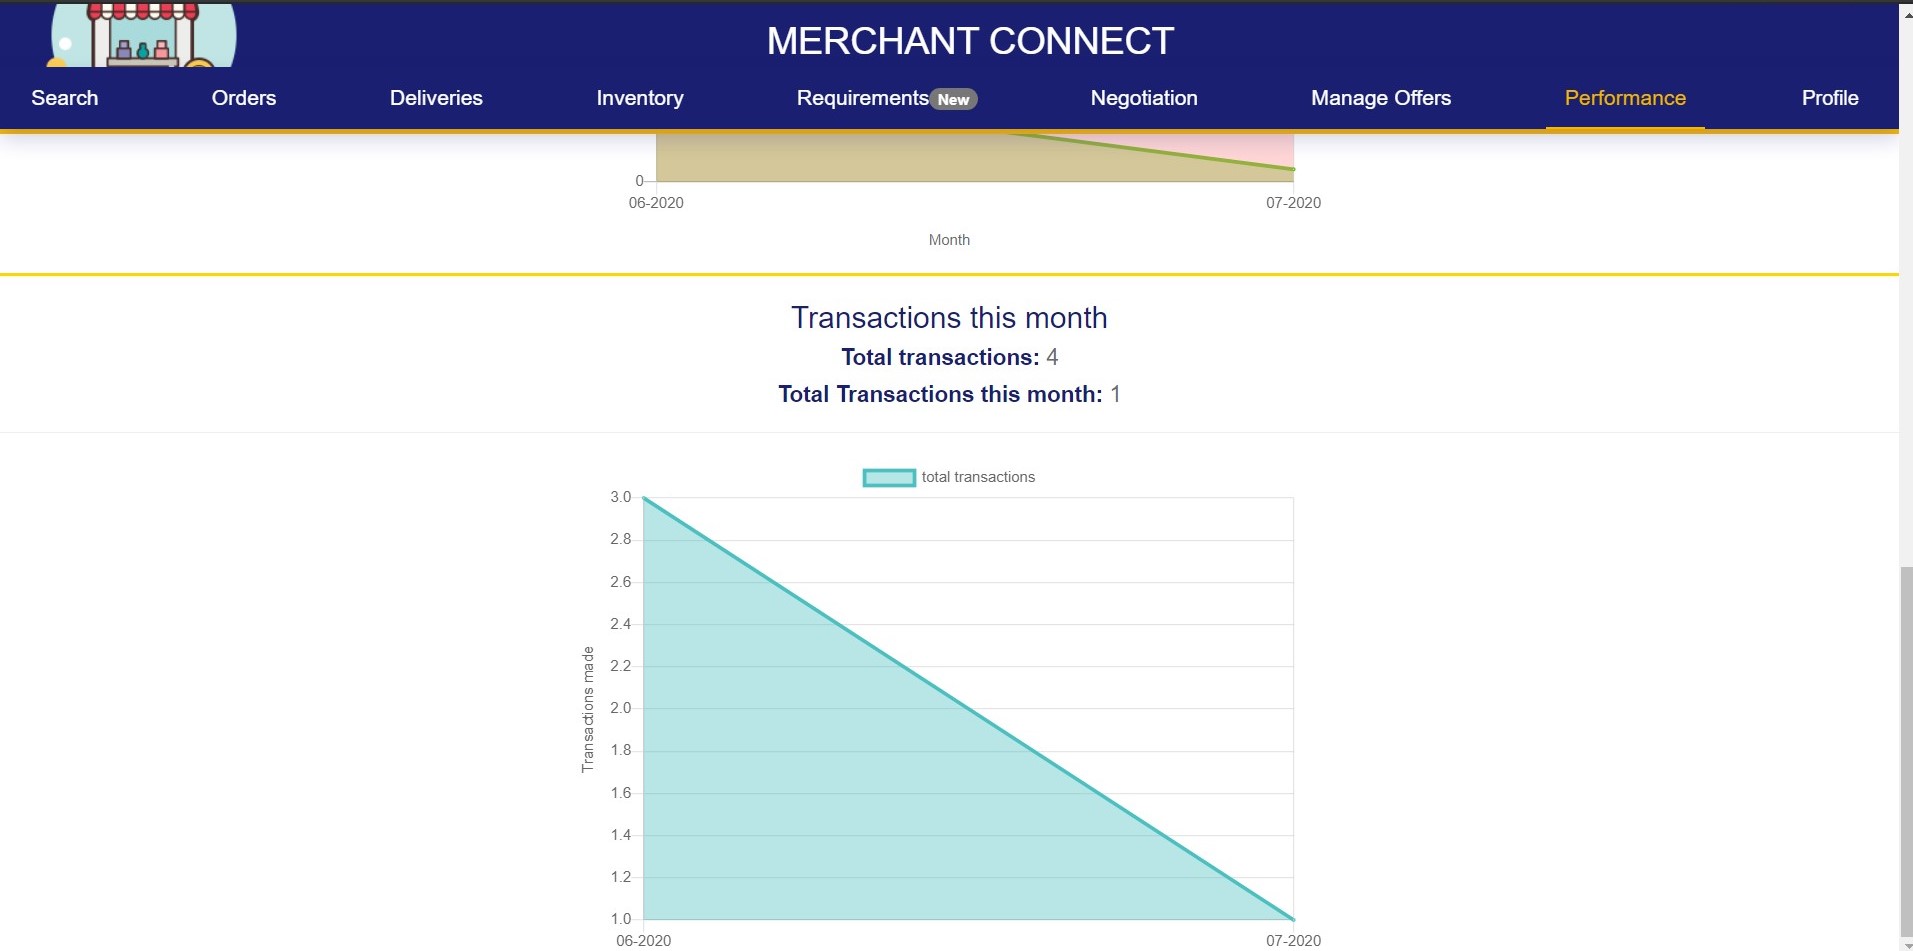 MERCHANT CONNECT
Search Orders Deliveries Inventory Requirements New Negotiation Manage Offers Performance Profile
0
06-2020 07-2020
Month
Transactions this month
Total transactions: 4
Total Transactions this month: 1
total transactions
3.0
2.8
2.6
2.4
2.2
2.0
1.8
1.6
1.4
1.2
1.0
Transactions made
06-2020 07-2020